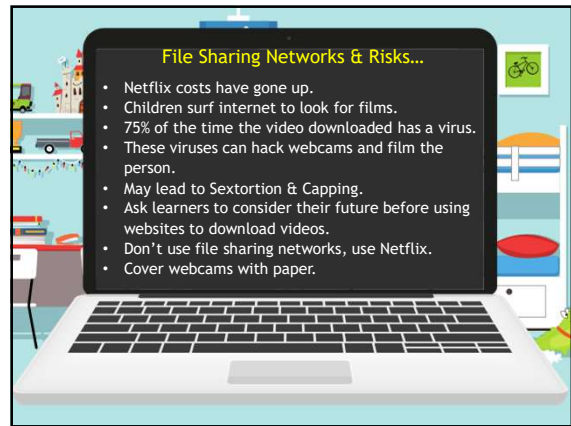 File Sharing Networks & Risks…
• Netflix costs have gone up.
• Children surf internet to look for films.
• 75% of the time the video downloaded has a virus.
• These viruses can hack webcams and film the
person.
• May lead to Sextortion & Capping.
• Ask learners to consider their future before using
websites to download videos.
• Don't use file sharing networks, use Netflix.
• Cover webcams with paper.